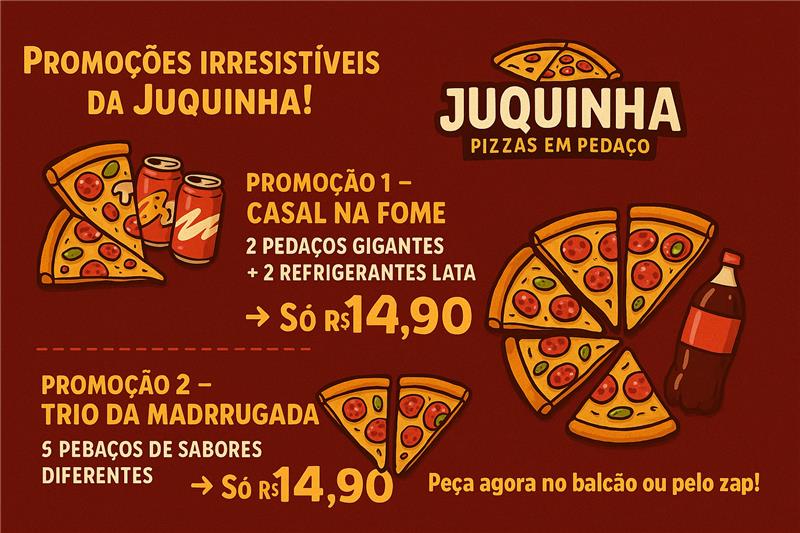 PROMOÇÕES IRRESISTÍVEIS
DA JUQUINHA!
JUQUINHA
PIZZAS EM PEDAÇO
PROMOÇÃO 1 –
CASAL NA FOME
2 PEDAÇOS GIGANTES
+ 2 REFRIGERANTES LATA
→ Só R$14,90
PROMOÇÃO 2 –
TRIO DA MADRRUGADA
5 PEBAÇOS DE SABORES
DIFERENTES
→ Só R$14,90
Peça agora no balcão ou pelo zap!